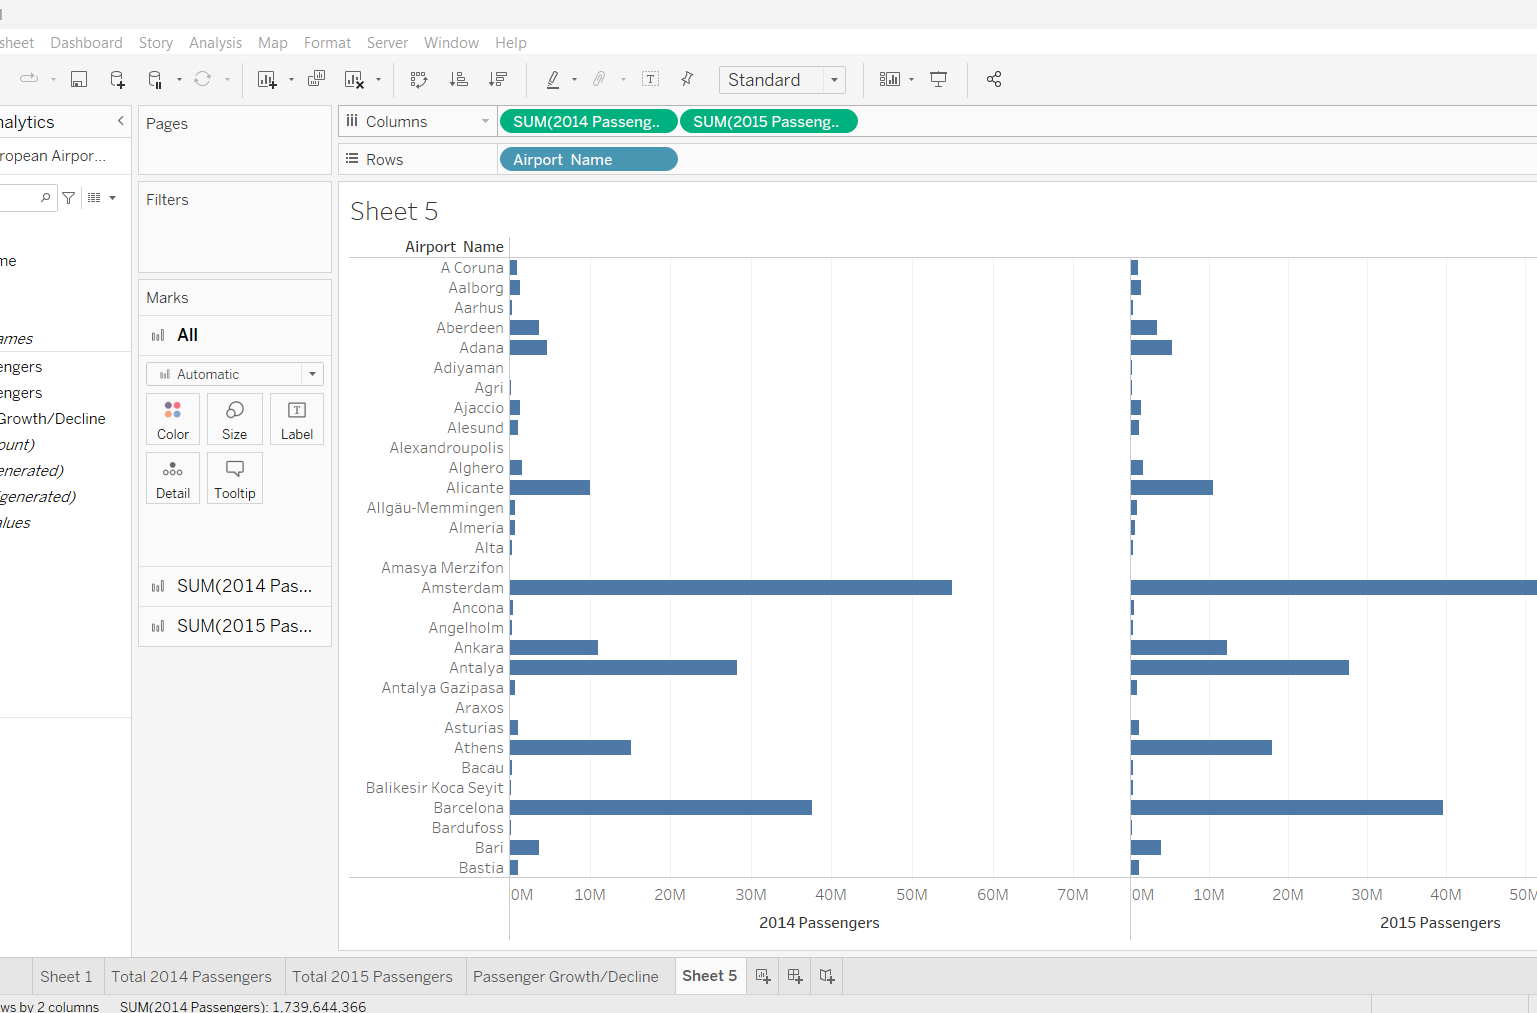 sheet Dashboard Story Analysis Map Format Server Window Help
Standard
nalytics
Pages
Columns SUM(2014 Passeng.. SUM(2015 Passeng..
ropean Airpor...
Rows Airport Name
Filters
Sheet 5
Airport Name
me
A Coruna
Aalborg
Aarhus
Aberdeen
Adana
Adiyaman
Agri
Ajaccio
Alesund
Alexandroupolis
Alghero
Alicante
Allgäu-Memmingen
Almeria
Alta
Amasya Merzifon
Amsterdam
Ancona
Angelholm
Ankara
Antalya
Antalya Gazipasa
Araxos
Asturias
Athens
Bacau
Balikesir Koca Seyit
Barcelona
Bardufoss
Bari
Bastia
Marks
All
Automatic
Color Size Label
Detail Tooltip
SUM(2014 Pas...
SUM(2015 Pas...
ames
engers
engers
Growth/Decline
ount)
enerated)
generated)
alues
0M 10M 20M 30M 40M 50M 60M 70M 0M 10M 20M 30M 40M 50M
2014 Passengers 2015 Passengers
Sheet 1 Total 2014 Passengers Total 2015 Passengers Passenger Growth/Decline Sheet 5
ws by 2 columns SUM(2014 Passengers): 1,739,644,366